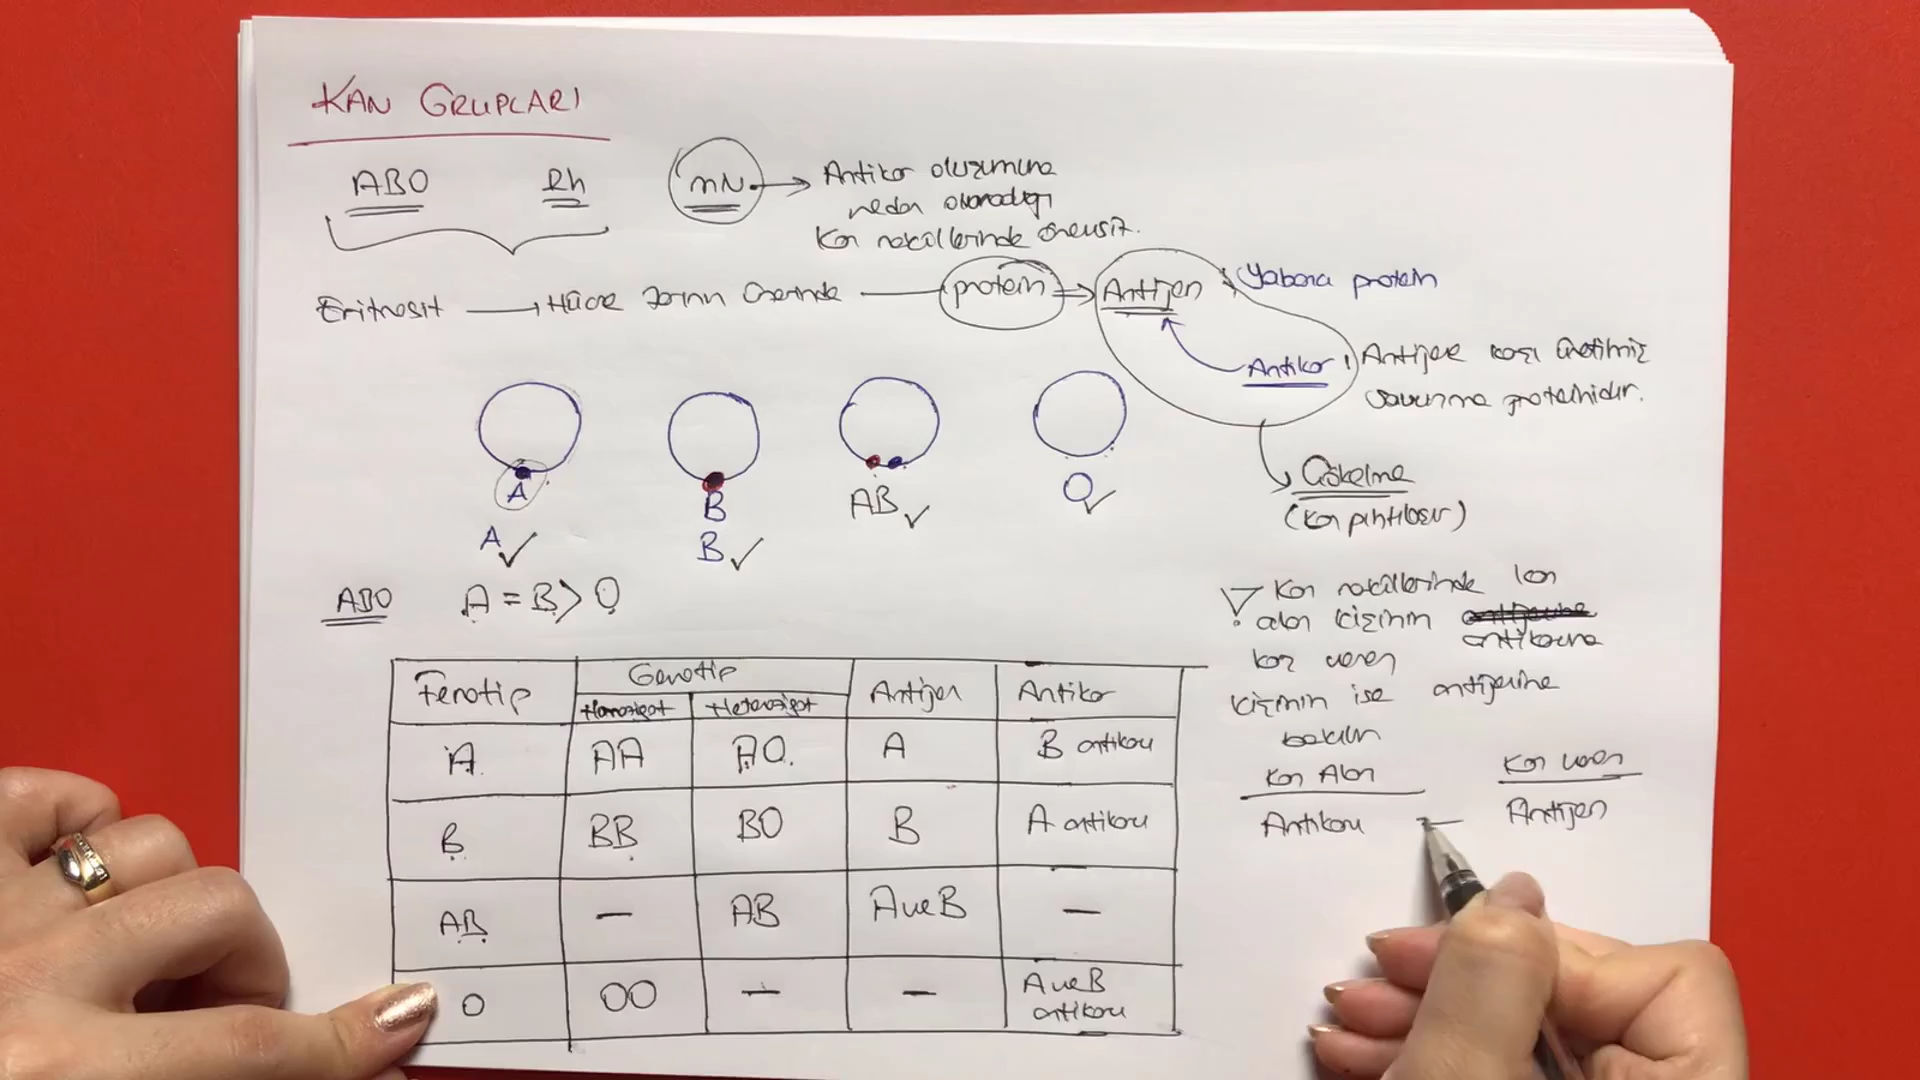 KAN GRUPLARI
ABO
Rh
mN
Antikor oluşumuna
neden olmadığı
Kan nakillerinde önemsiz.
Eritrosit
Hücre zarının üzerinde
protein
Antijen : Yabancı protein
Antikor : Antijene karşı üretilmiş
savunma proteinidir.
Çökelme
(Kan pıhtılaşır)
A
B
AB
O
A
B
ABO
A = B > O
Kan nakillerinde kan
alan kişinin
antikoruna
kan veren
kişinin ise antijenine
bakılır
Kan Alan
Kan veren
Antikoru
Antijen
Fenotip
Genotip
Antijen
Antikor
Homozigot
Heterozigot
A
AA
AO
A
B antikoru
B
BB
BO
B
A antikoru
AB
—
AB
A ve B
—
O
OO
—
—
A ve B
antikoru